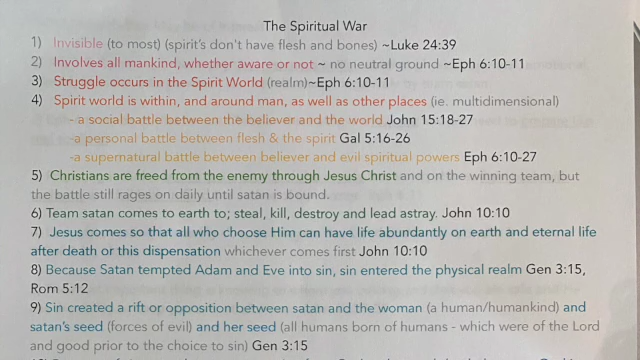 The Spiritual War
1) Invisible (to most) (spirit's don't have flesh and bones) ~Luke 24:39
2) Involves all mankind, whether aware or not ~ no neutral ground ~Eph 6:10-11
3) Struggle occurs in the Spirit World (realm)~Eph 6:10-11
4) Spirit world is within, and around man, as well as other places (ie. multidimensional)
-a social battle between the believer and the world John 15:18-27
-a personal battle between flesh & the spirit Gal 5:16-26
-a supernatural battle between believer and evil spiritual powers Eph 6:10-27
5) Christians are freed from the enemy through Jesus Christ and on the winning team, but
the battle still rages on daily until satan is bound.
6) Team satan comes to earth to; steal, kill, destroy and lead astray. John 10:10
7) Jesus comes so that all who choose Him can have life abundantly on earth and eternal life
after death or this dispensation whichever comes first John 10:10
8) Because Satan tempted Adam and Eve into sin, sin entered the physical realm Gen 3:15,
Rom 5:12
9) Sin created a rift or opposition between satan and the woman (a human/humankind) and
satan's seed (forces of evil) and her seed (all humans born of humans - which were of the Lord
and good prior to the choice to sin) Gen 3:15